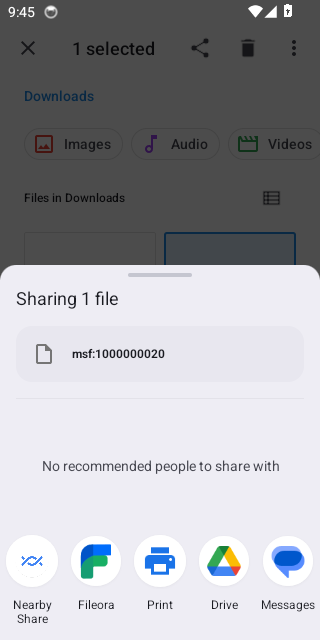 9:45
1 selected
Downloads
Images
Audio
Videos
Files in Downloads
Sharing 1 file
msf:1000000020
No recommended people to share with
Nearby
Share
Fileora
Print
Drive
Messages